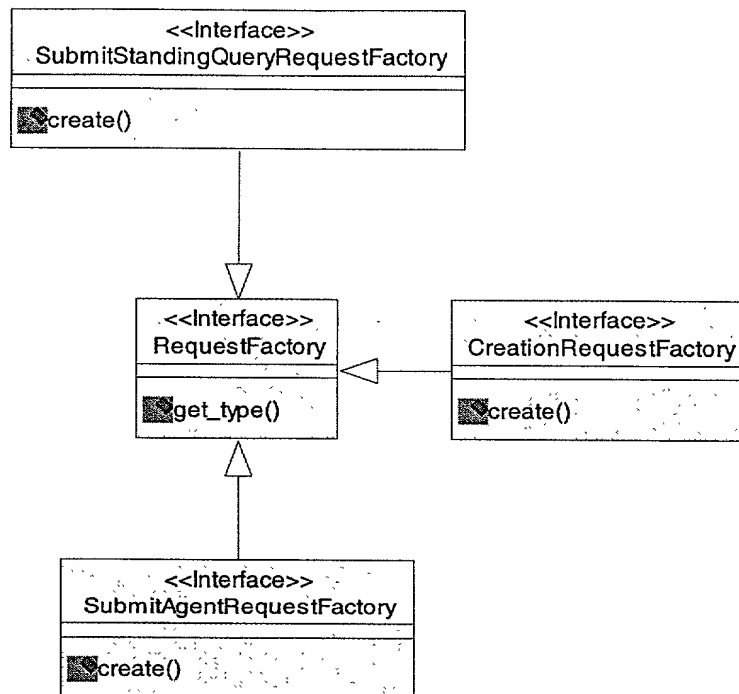 <<Interface>>
SubmitStandingQueryRequestFactory
create()
<<Interface>>
RequestFactory
get_type()
<<Interface>>
CreationRequestFactory
create()
<<Interface>>
SubmitAgentRequestFactory
create()